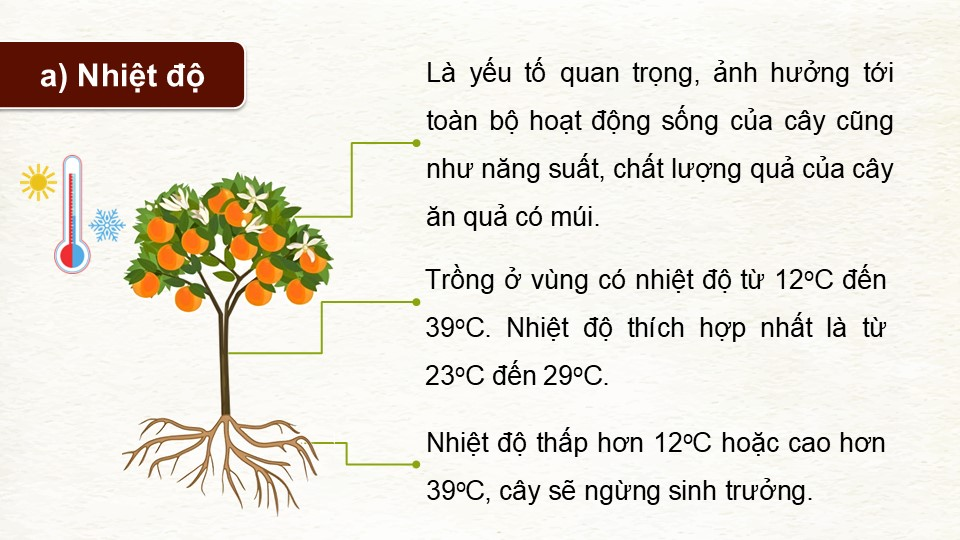 a) Nhiệt độ
Là yếu tố quan trọng, ảnh hưởng tới
toàn bộ hoạt động sống của cây cũng
như năng suất, chất lượng quả của cây
ăn quả có múi.
Trồng ở vùng có nhiệt độ từ 12ºC đến
39ºC. Nhiệt độ thích hợp nhất là từ
23ºC đến 29ºC.
Nhiệt độ thấp hơn 12ºC hoặc cao hơn
39ºC, cây sẽ ngừng sinh trưởng.